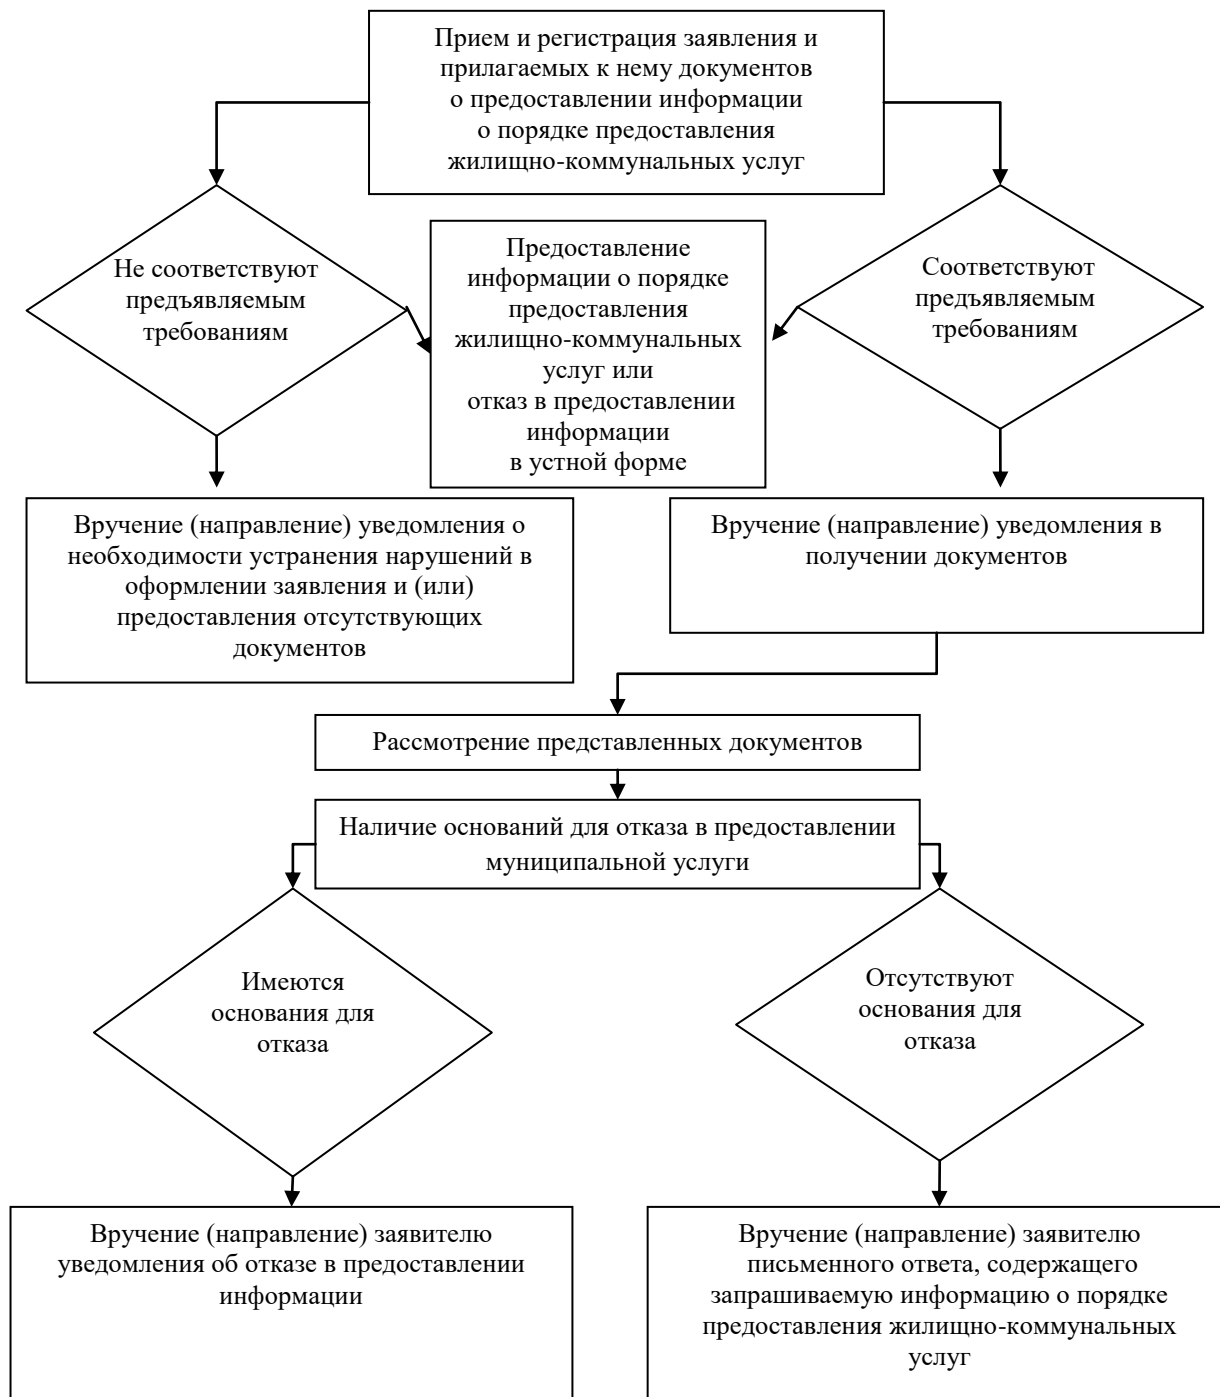 Прием и регистрация заявления и
прилагаемых к нему документов
о предоставлении информации
о порядке предоставления
жилищно-коммунальных услуг
Не соответствуют
предъявляемым
требованиям
Предоставление
информации о порядке
предоставления
жилищно-коммунальных
услуг или
отказ в предоставлении
информации
в устной форме
Соответствуют
предъявляемым
требованиям
Вручение (направление) уведомления о
необходимости устранения нарушений в
оформлении заявления и (или)
предоставления отсутствующих
документов
Вручение (направление) уведомления в
получении документов
Рассмотрение представленных документов
Наличие оснований для отказа в предоставлении
муниципальной услуги
Имеются
основания для
отказа
Отсутствуют
основания для
отказа
Вручение (направление) заявителю
уведомления об отказе в предоставлении
информации
Вручение (направление) заявителю
письменного ответа, содержащего
запрашиваемую информацию о порядке
предоставления жилищно-коммунальных
услуг